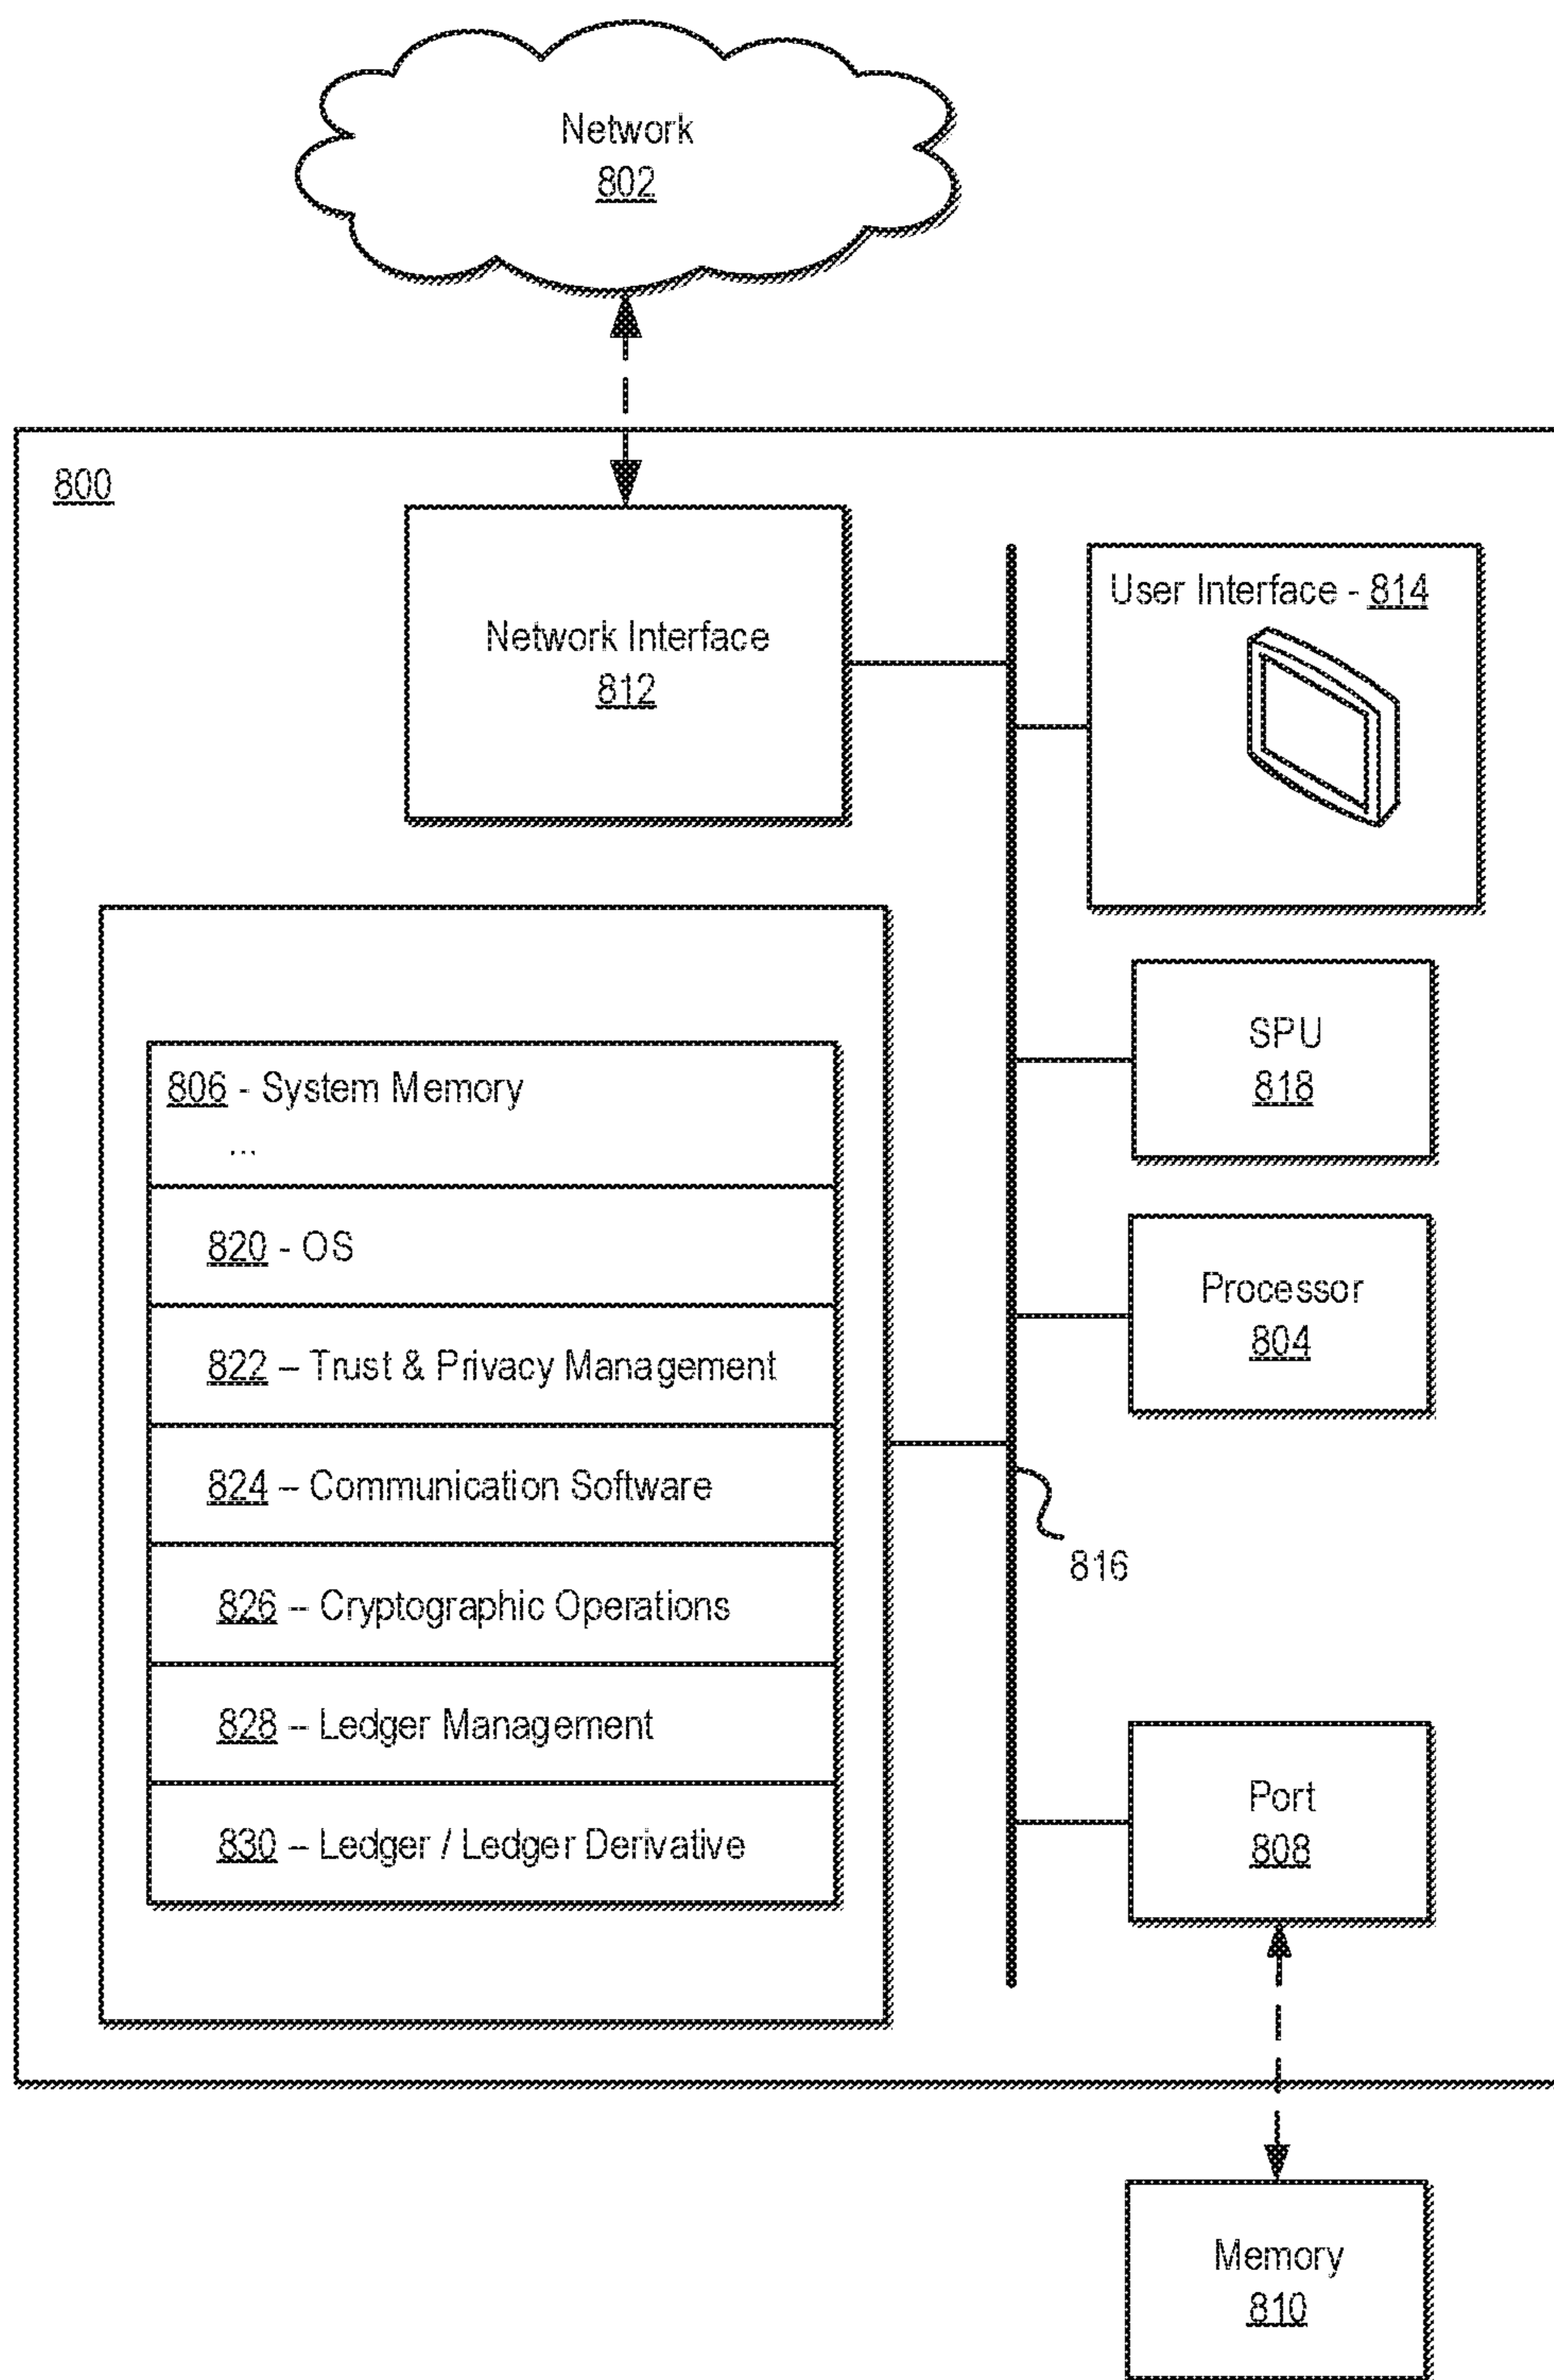 Network
802
800
Network Interface
812
User Interface - 814
SPU
818
806 - System Memory
...
820 - OS
Processor
804
822 – Trust & Privacy Management
824 – Communication Software
816
826 – Cryptographic Operations
828 – Ledger Management
Port
808
830 – Ledger / Ledger Derivative
Memory
810